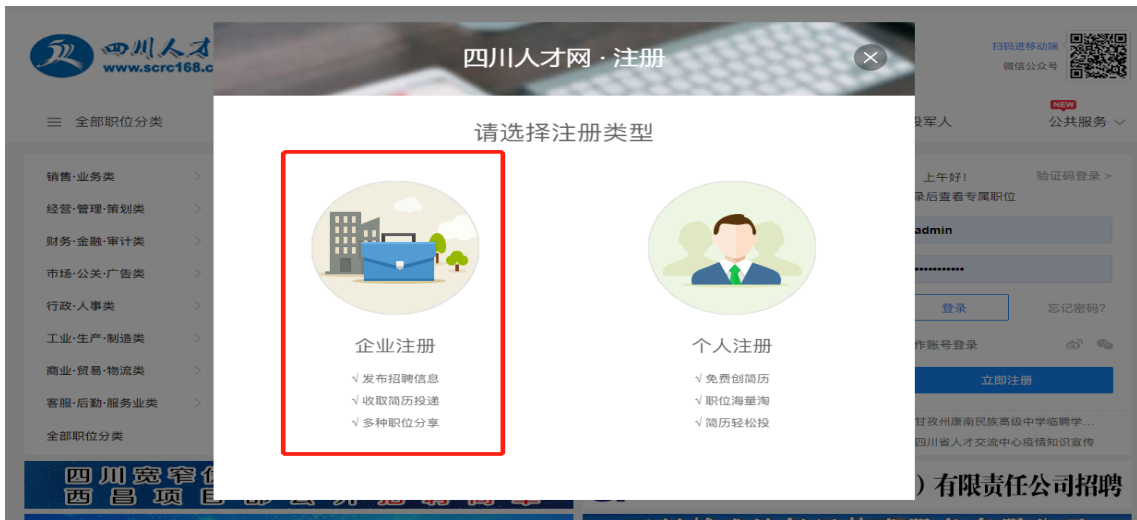 四川人才
www.scrc168.c
四川人才网 · 注册
扫码进移动端
微信公众号
全部职位分类
NEW
役军人
公共服务
请选择注册类型
销售·业务类
经营·管理·策划类
财务·金融·审计类
市场·公关·广告类
行政·人事类
工业·生产·制造类
商业·贸易·物流类
客服·后勤·服务业类
全部职位分类
企业注册
√ 发布招聘信息
√ 收取简历投递
√ 多种职位分享
个人注册
√ 免费创简历
√ 职位海量淘
√ 简历轻松投
上午好!
验证码登录 >
录后查看专属职位
admin
登录
忘记密码?
作账号登录
立即注册
甘孜州康南民族高级中学临聘学...
四川省人才交流中心疫情知识宣传
四川宽窄
西昌项目部公开招聘简章
) 有限责任公司招聘